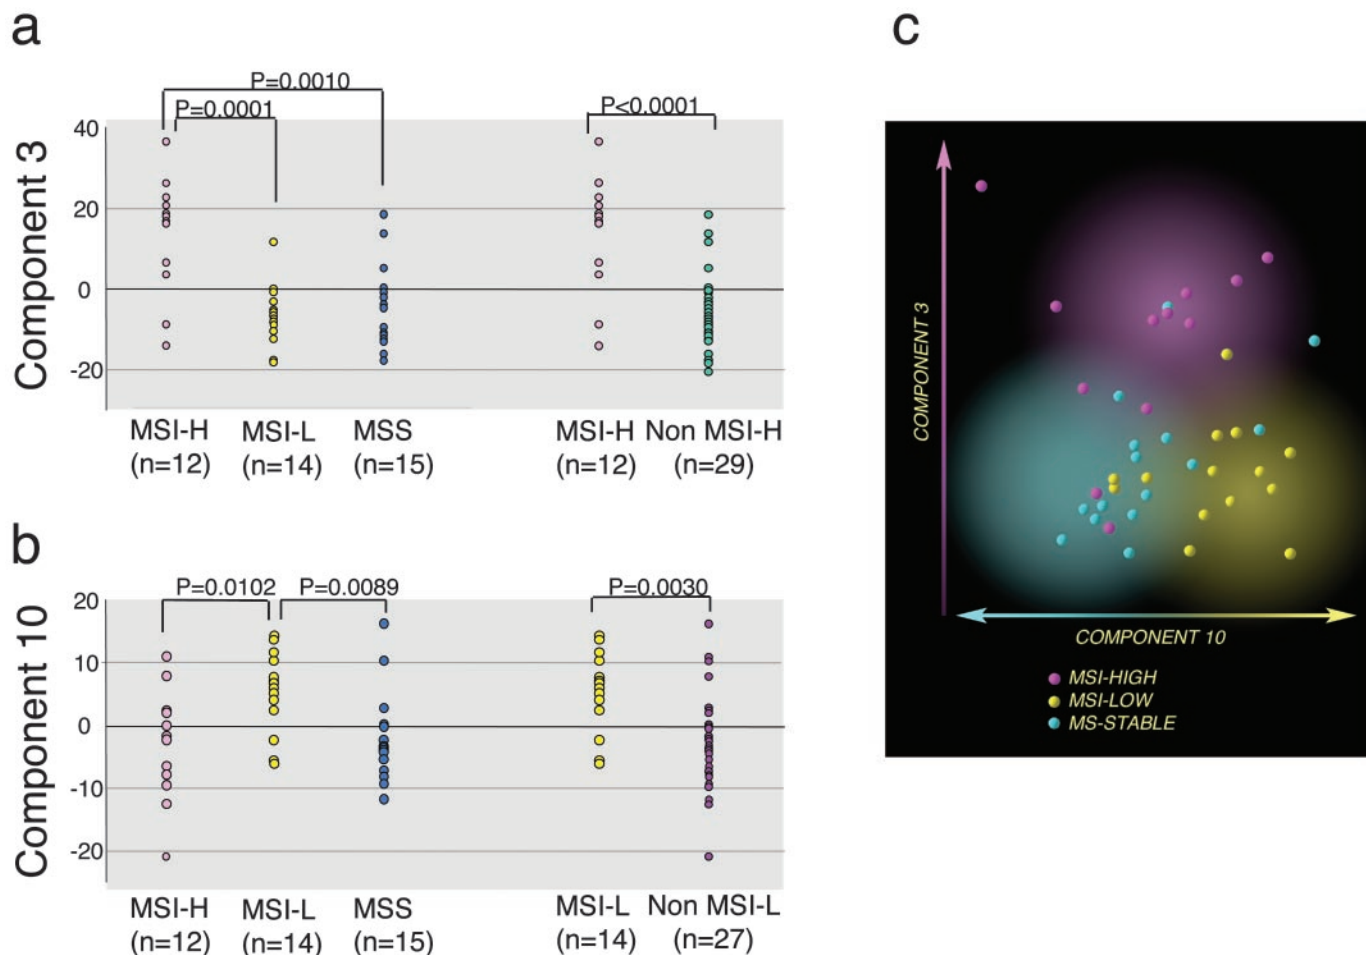 a
P=0.0010
P=0.0001
P<0.0001
Component 3
40
20
0
-20
MSI-H MSI-L MSS MSI-H Non MSI-H
(n=12) (n=14) (n=15) (n=12) (n=29)
b
P=0.0102 P=0.0089 P=0.0030
Component 10
20
10
0
-10
-20
MSI-H MSI-L MSS MSI-L Non MSI-L
(n=12) (n=14) (n=15) (n=14) (n=27)
c
COMPONENT 3
COMPONENT 10
MSI-HIGH
MSI-LOW
MS-STABLE